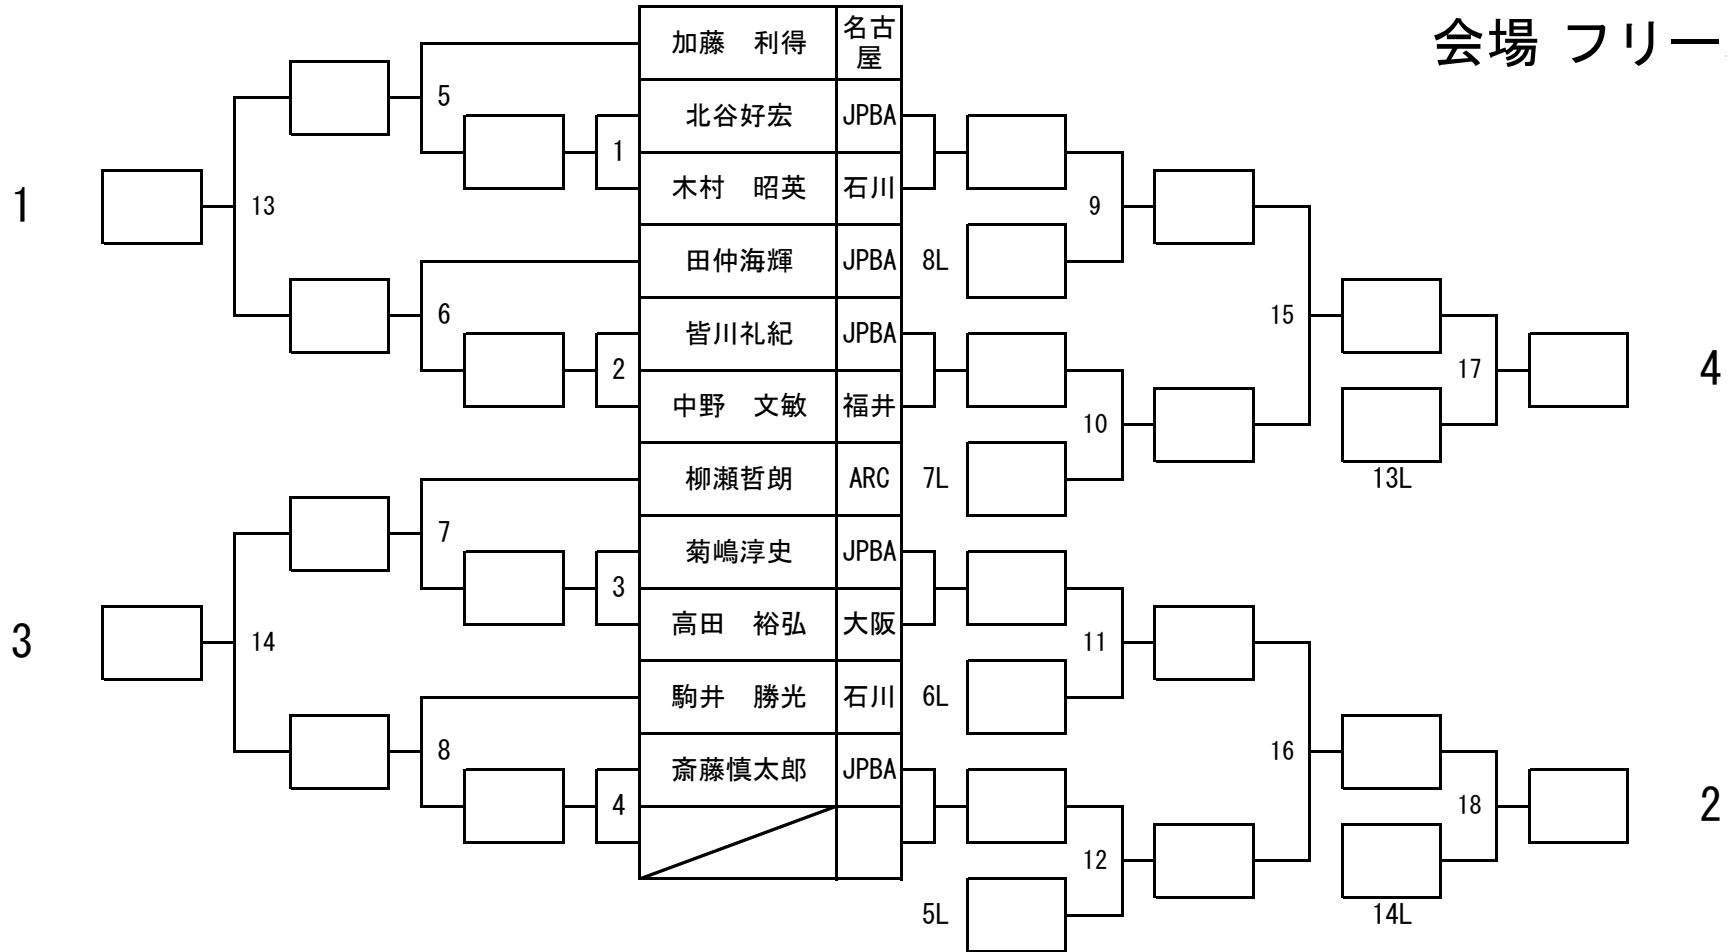 会場 フリー
加藤　利得 名古屋
5
北谷好宏 JPBA
1
木村　昭英 石川
1 13 9
田仲海輝 JPBA 8L
6 15
皆川礼紀 JPBA
2 17 4
中野　文敏 福井
10
柳瀬哲朗 ARC 7L 13L
7
菊嶋淳史 JPBA
3
高田　裕弘 大阪
3 14 11
駒井　勝光 石川 6L
8 16
斎藤慎太郎 JPBA
4 18 2
12
5L 14L